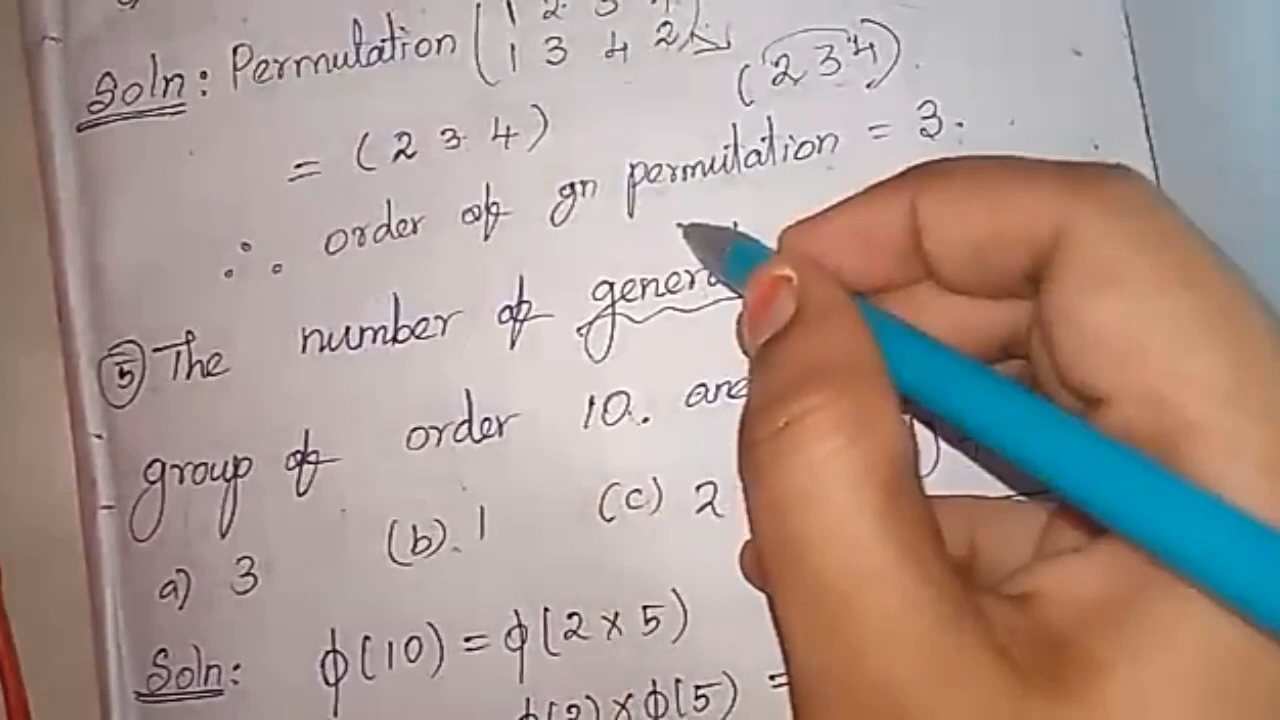 1 2 3 4
Soln: Permutation ( 1 3 4 2 )
(2 3 4).
= (2 3 4)
∴ order of gn permutation = 3.
⑤ The number of
group of order 10. and
a) 3 (b). 1 (c) 2
Soln: φ(10) = φ(2 × 5)
φ(2) × φ(5) =